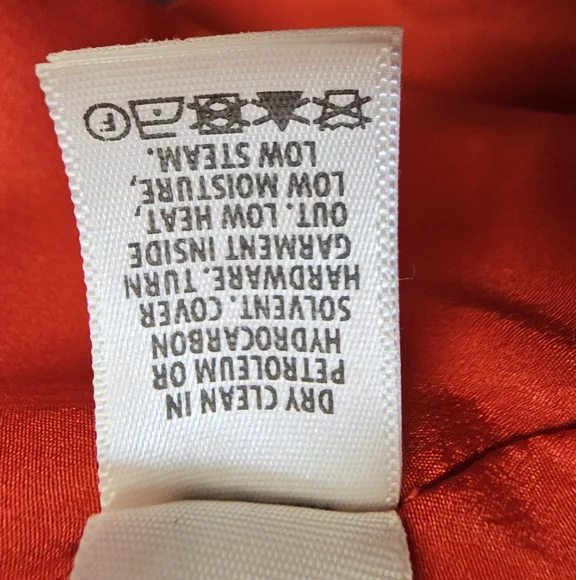 DRY CLEAN IN
PETROLEUM OR
HYDROCARBON
SOLVENT. COVER
HARDWARE. TURN
GARMENT INSIDE
OUT. LOW HEAT,
LOW MOISTURE,
LOW STEAM.
F